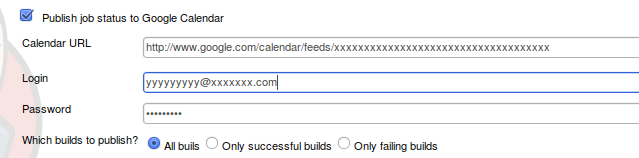 Publish job status to Google Calendar
Calendar URL http://www.google.com/calendar/feeds/xxxxxxxxxxxxxxxxxxxxxxxxxxxxxxxxxxxx
Login yyyyyyyyy@xxxxxxx.com
Password •••••••••
Which builds to publish? All buils Only successful builds Only failing builds